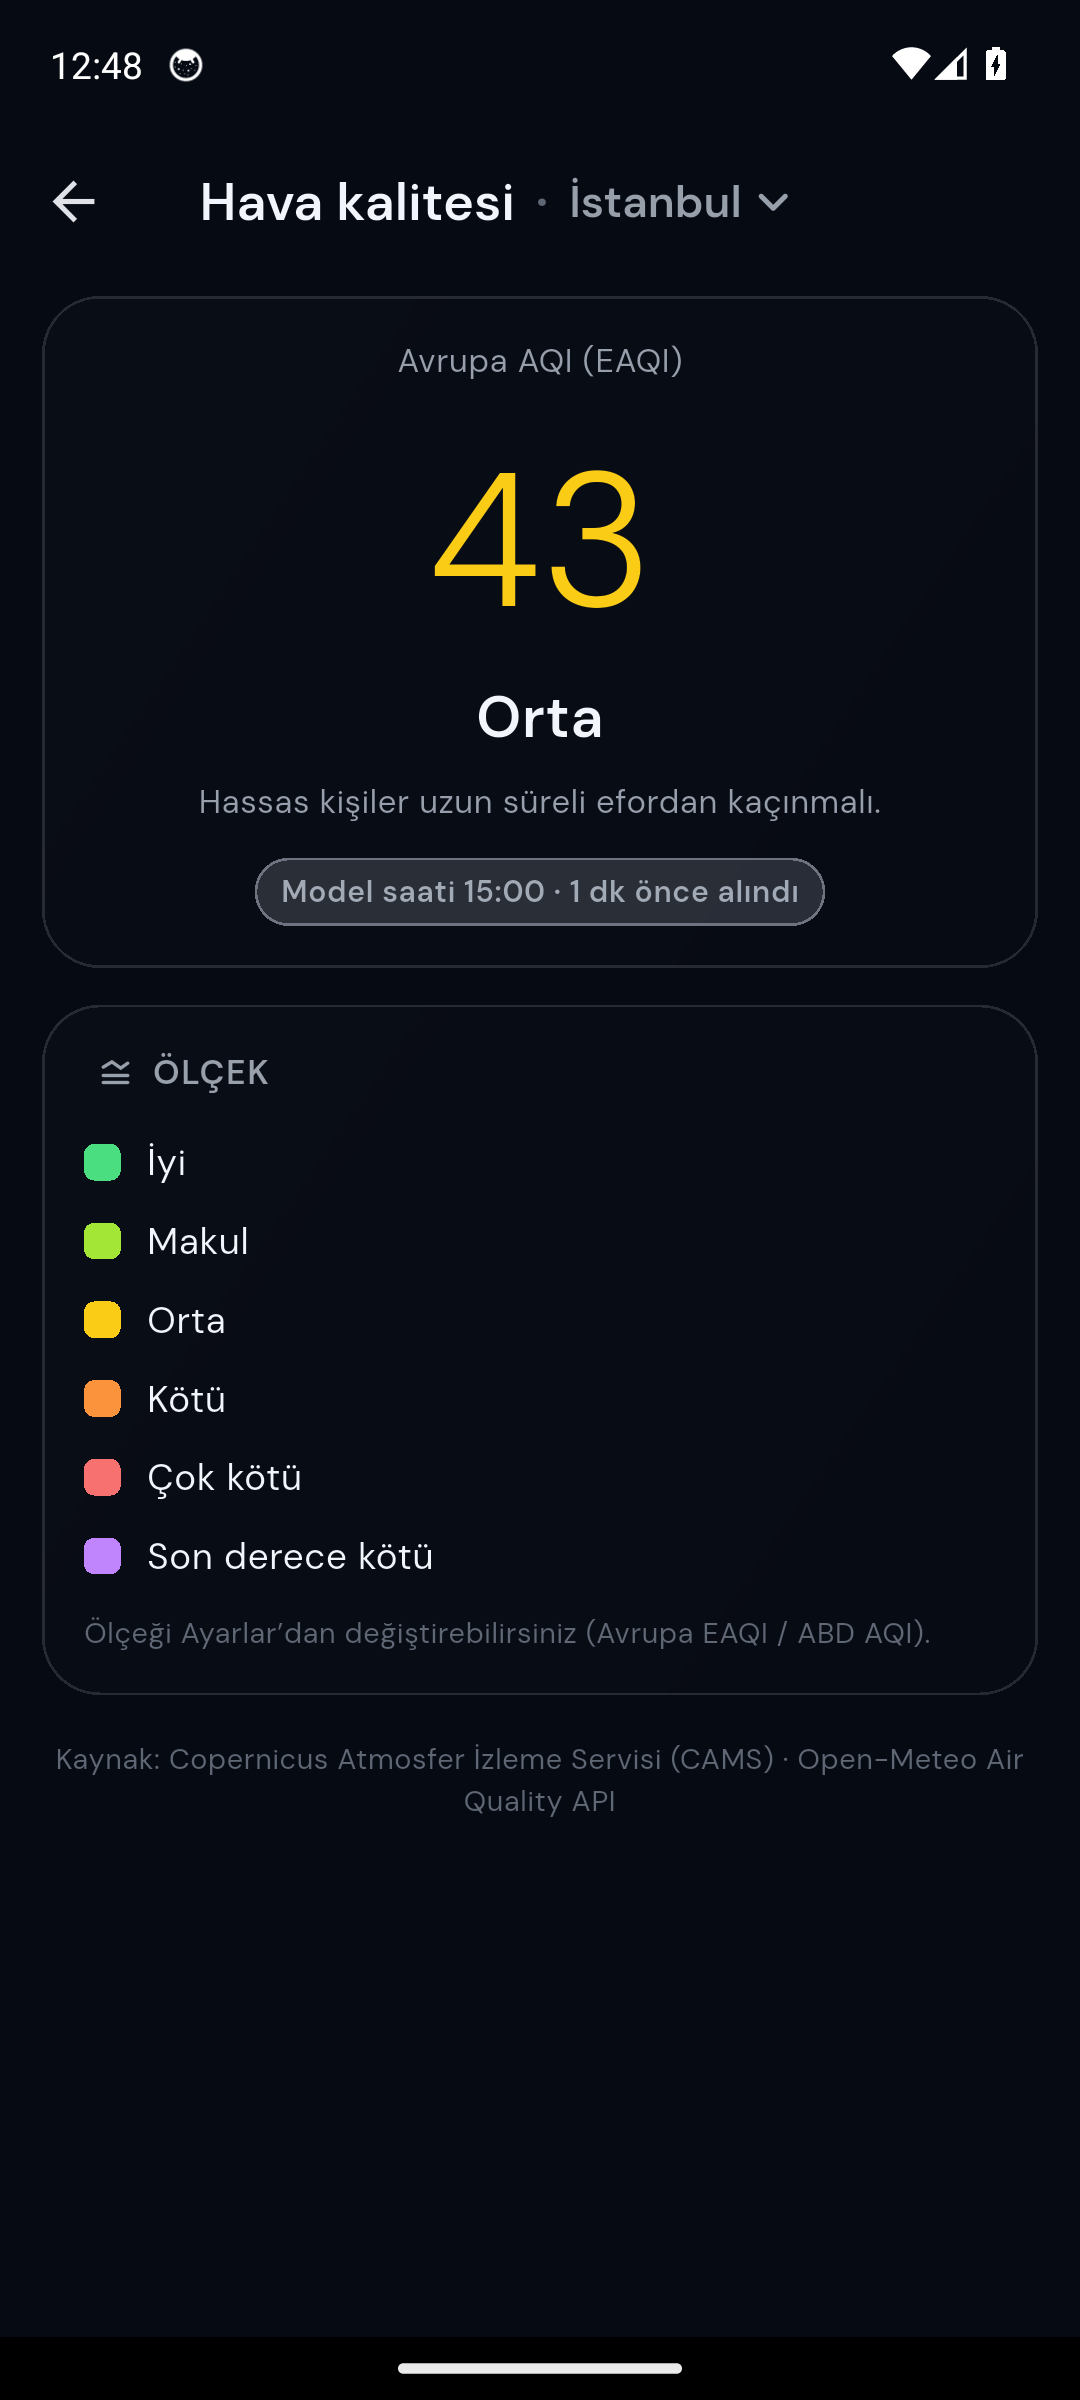 12:48
Hava kalitesi · İstanbul
Avrupa AQI (EAQI)
43
Orta
Hassas kişiler uzun süreli efordan kaçınmalı.
Model saati 15:00 · 1 dk önce alındı
ÖLÇEK
İyi
Makul
Orta
Kötü
Çok kötü
Son derece kötü
Ölçeği Ayarlar’dan değiştirebilirsiniz (Avrupa EAQI / ABD AQI).
Kaynak: Copernicus Atmosfer İzleme Servisi (CAMS) · Open-Meteo Air
Quality API